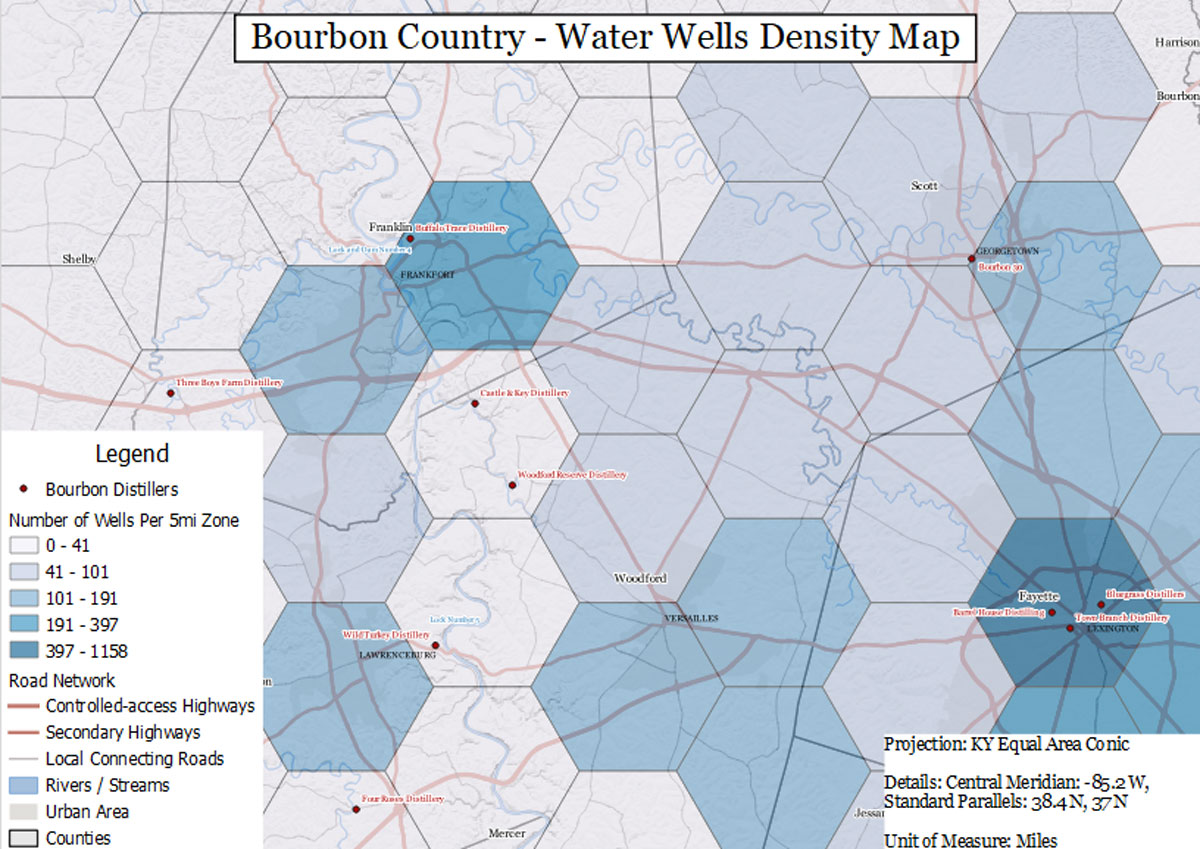 Bourbon Country - Water Wells Density Map
Harrison
Bourbon
Scott
Franklin
Buffalo Trace Distillery
Lock and Dam Number 4
Shelby
FRANKFORT
GEORGETOWN
Bourbon 30
Three Boys Farm Distillery
Castle & Key Distillery
Woodford Reserve Distillery
Woodford
Fayette
Bluegrass Distillers
Barrel House Distilling
Town Branch Distillery
LEXINGTON
VERSAILLES
Lock Number 5
Wild Turkey Distillery
LAWRENCEBURG
on
Four Roses Distillery
Mercer
Jessa
Legend
Bourbon Distillers
Number of Wells Per 5mi Zone
0 - 41
41 - 101
101 - 191
191 - 397
397 - 1158
Road Network
Controlled-access Highways
Secondary Highways
Local Connecting Roads
Rivers / Streams
Urban Area
Counties
Projection: KY Equal Area Conic
Details: Central Meridian: -85.2 W,
Standard Parallels: 38.4 N, 37 N
Unit of Measure: Miles